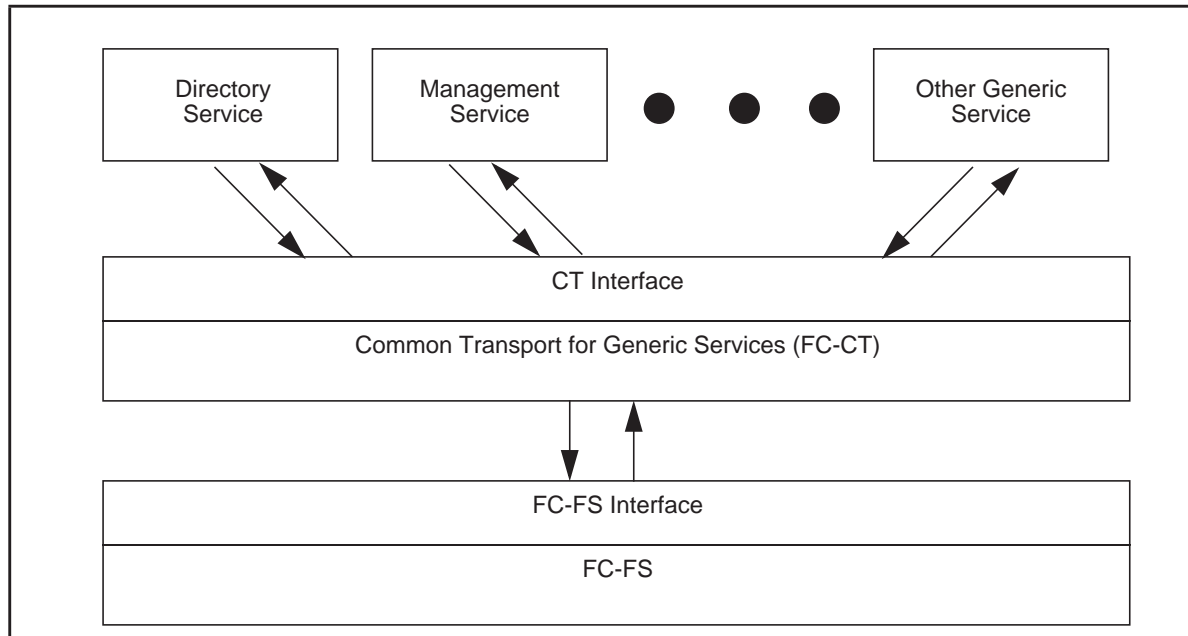 Directory
Service
Management
Service
Other Generic
Service
CT Interface
Common Transport for Generic Services (FC-CT)
FC-FS Interface
FC-FS